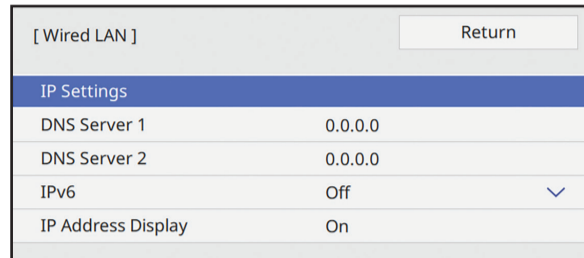 [ Wired LAN ] Return
IP Settings
DNS Server 1 0.0.0.0
DNS Server 2 0.0.0.0
IPv6 Off
IP Address Display On